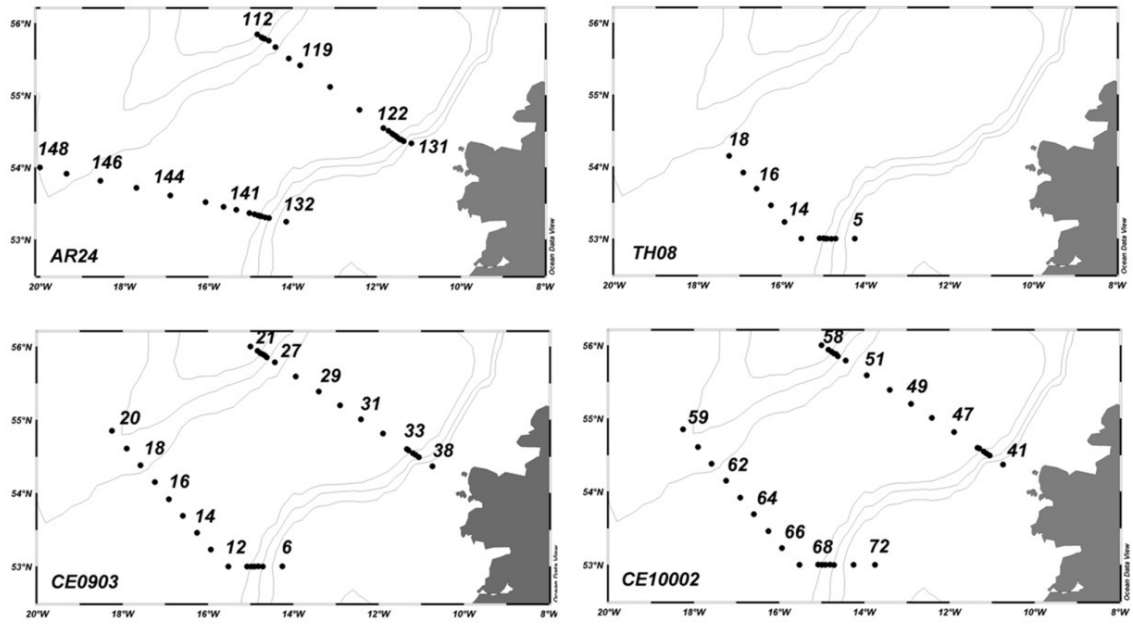 56°N
55°N
54°N
53°N
112
119
122
131
148
146
144
141
132
AR24
Ocean Data View
20°W 18°W 16°W 14°W 12°W 10°W 8°W
56°N
55°N
54°N
53°N
18
16
14
5
TH08
Ocean Data View
20°W 18°W 16°W 14°W 12°W 10°W 8°W
56°N
55°N
54°N
53°N
21
27
29
31
33
38
20
18
16
14
12
6
CE0903
Ocean Data View
20°W 18°W 16°W 14°W 12°W 10°W 8°W
56°N
55°N
54°N
53°N
58
51
49
47
41
59
62
64
66
68
72
CE10002
Ocean Data View
20°W 18°W 16°W 14°W 12°W 10°W 8°W